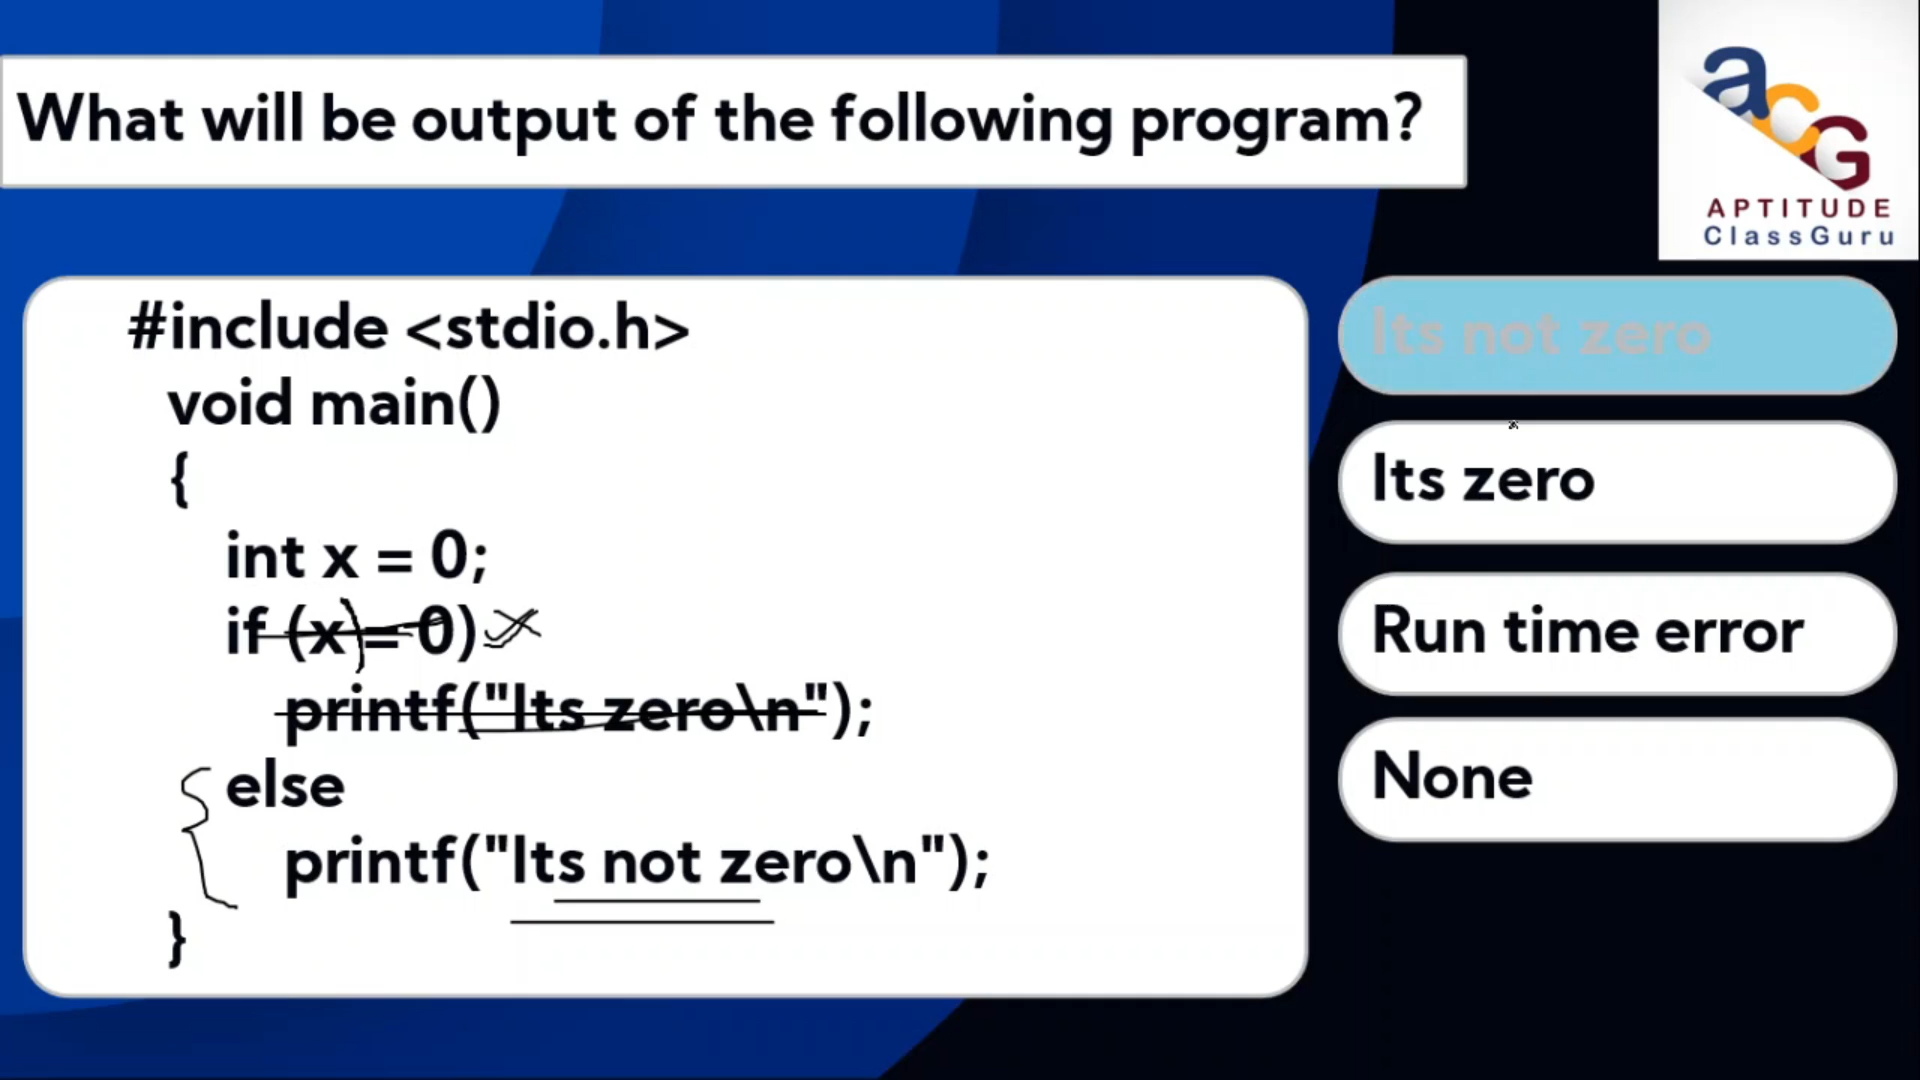 What will be output of the following program?
aCG
APTITUDE
ClassGuru
#include <stdio.h>
void main()
{
int x = 0;
if (x = 0)
printf("Its zero\n");
else
printf("Its not zero\n");
}
Its not zero
Its zero
Run time error
None